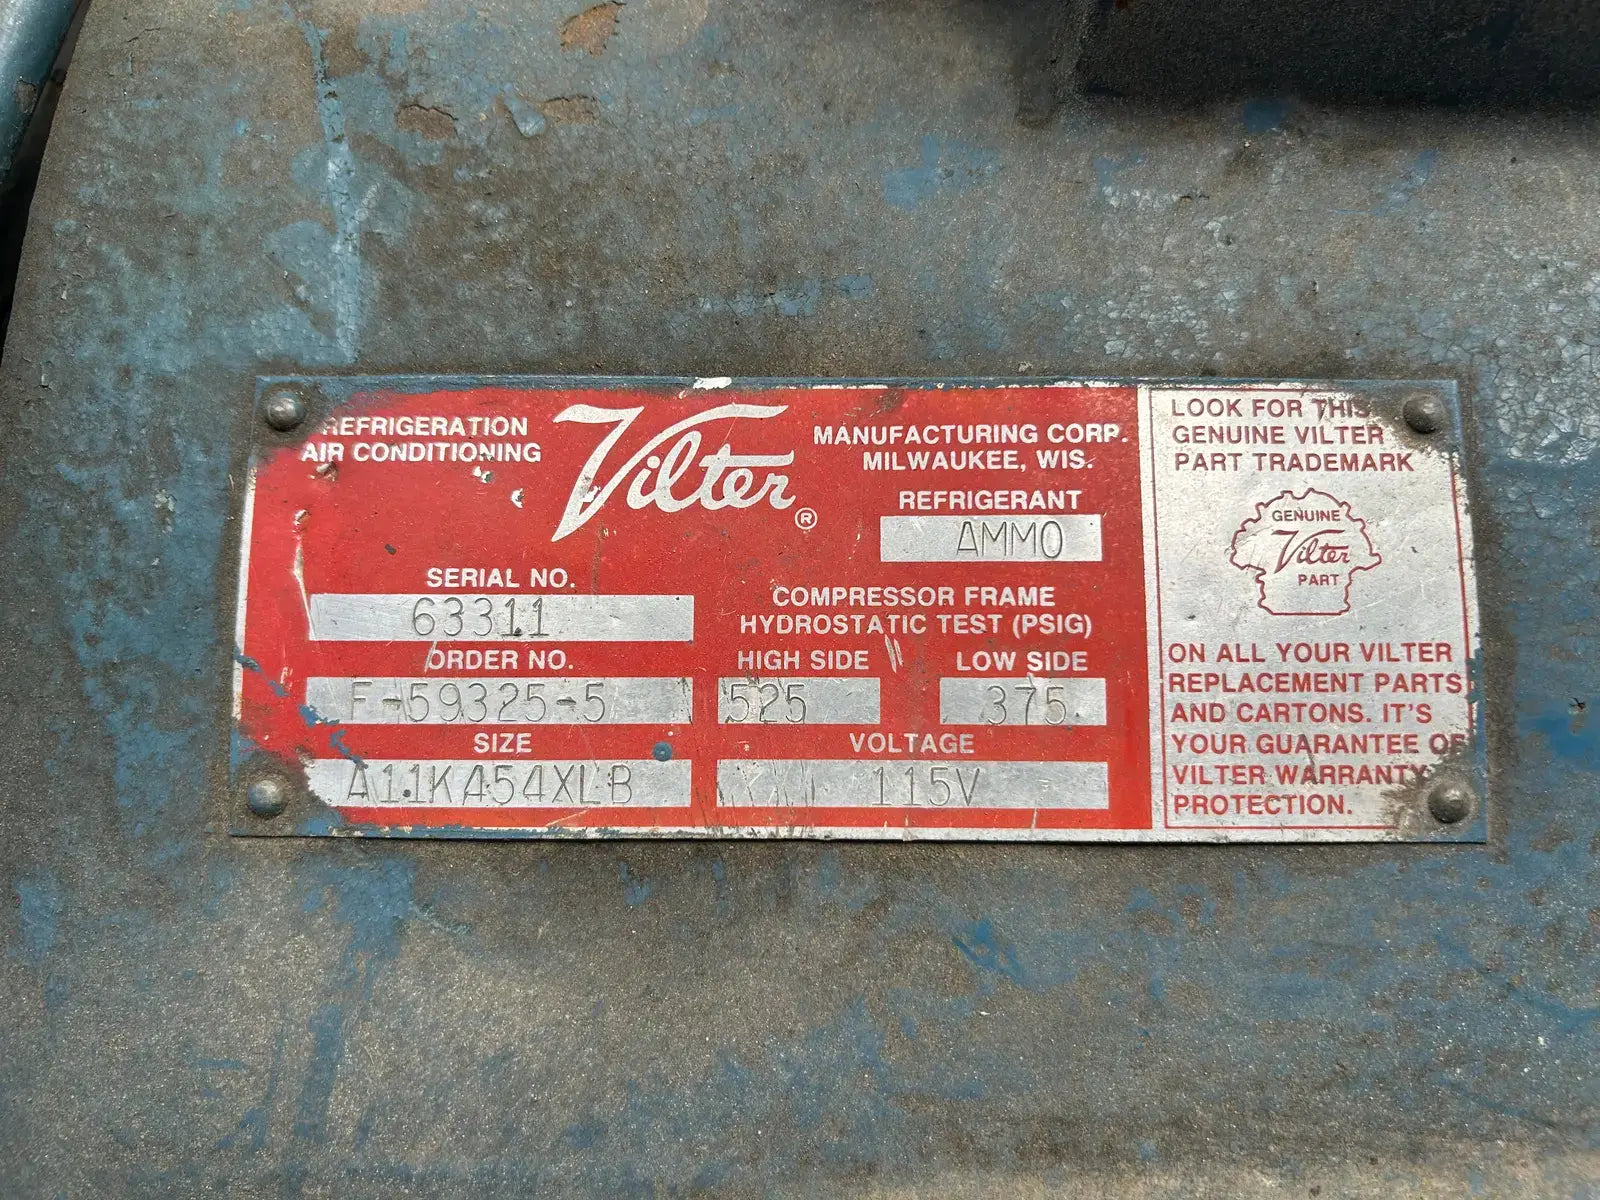 REFRIGERATION
AIR CONDITIONING
Vilter ®
MANUFACTURING CORP.
MILWAUKEE, WIS.
REFRIGERANT
AMMO
SERIAL NO.
63311
ORDER NO.
F-59325-5
SIZE
A11K454XLB
COMPRESSOR FRAME
HYDROSTATIC TEST (PSIG)
HIGH SIDE LOW SIDE
525 375
VOLTAGE
115V
LOOK FOR THIS
GENUINE VILTER
PART TRADEMARK
GENUINE
Vilter
PART
ON ALL YOUR VILTER
REPLACEMENT PARTS
AND CARTONS. IT'S
YOUR GUARANTEE OF
VILTER WARRANTY
PROTECTION.